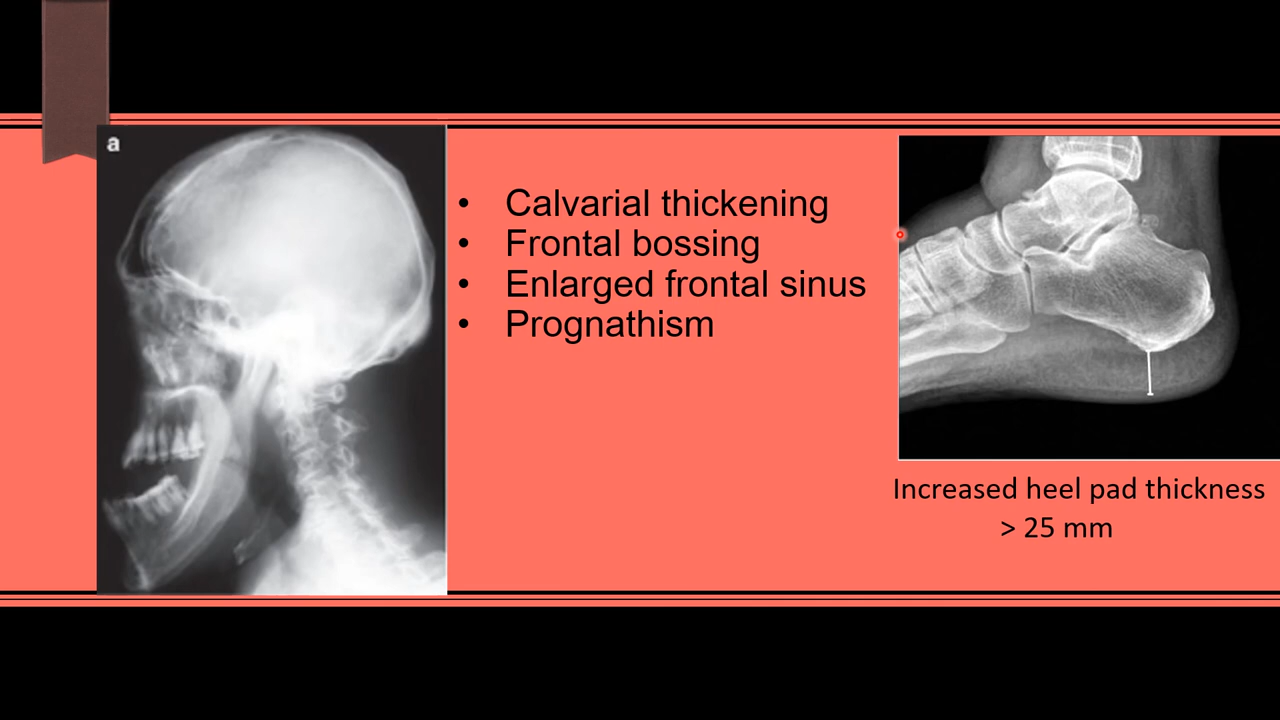 a
• Calvarial thickening
• Frontal bossing
• Enlarged frontal sinus
• Prognathism
Increased heel pad thickness
> 25 mm